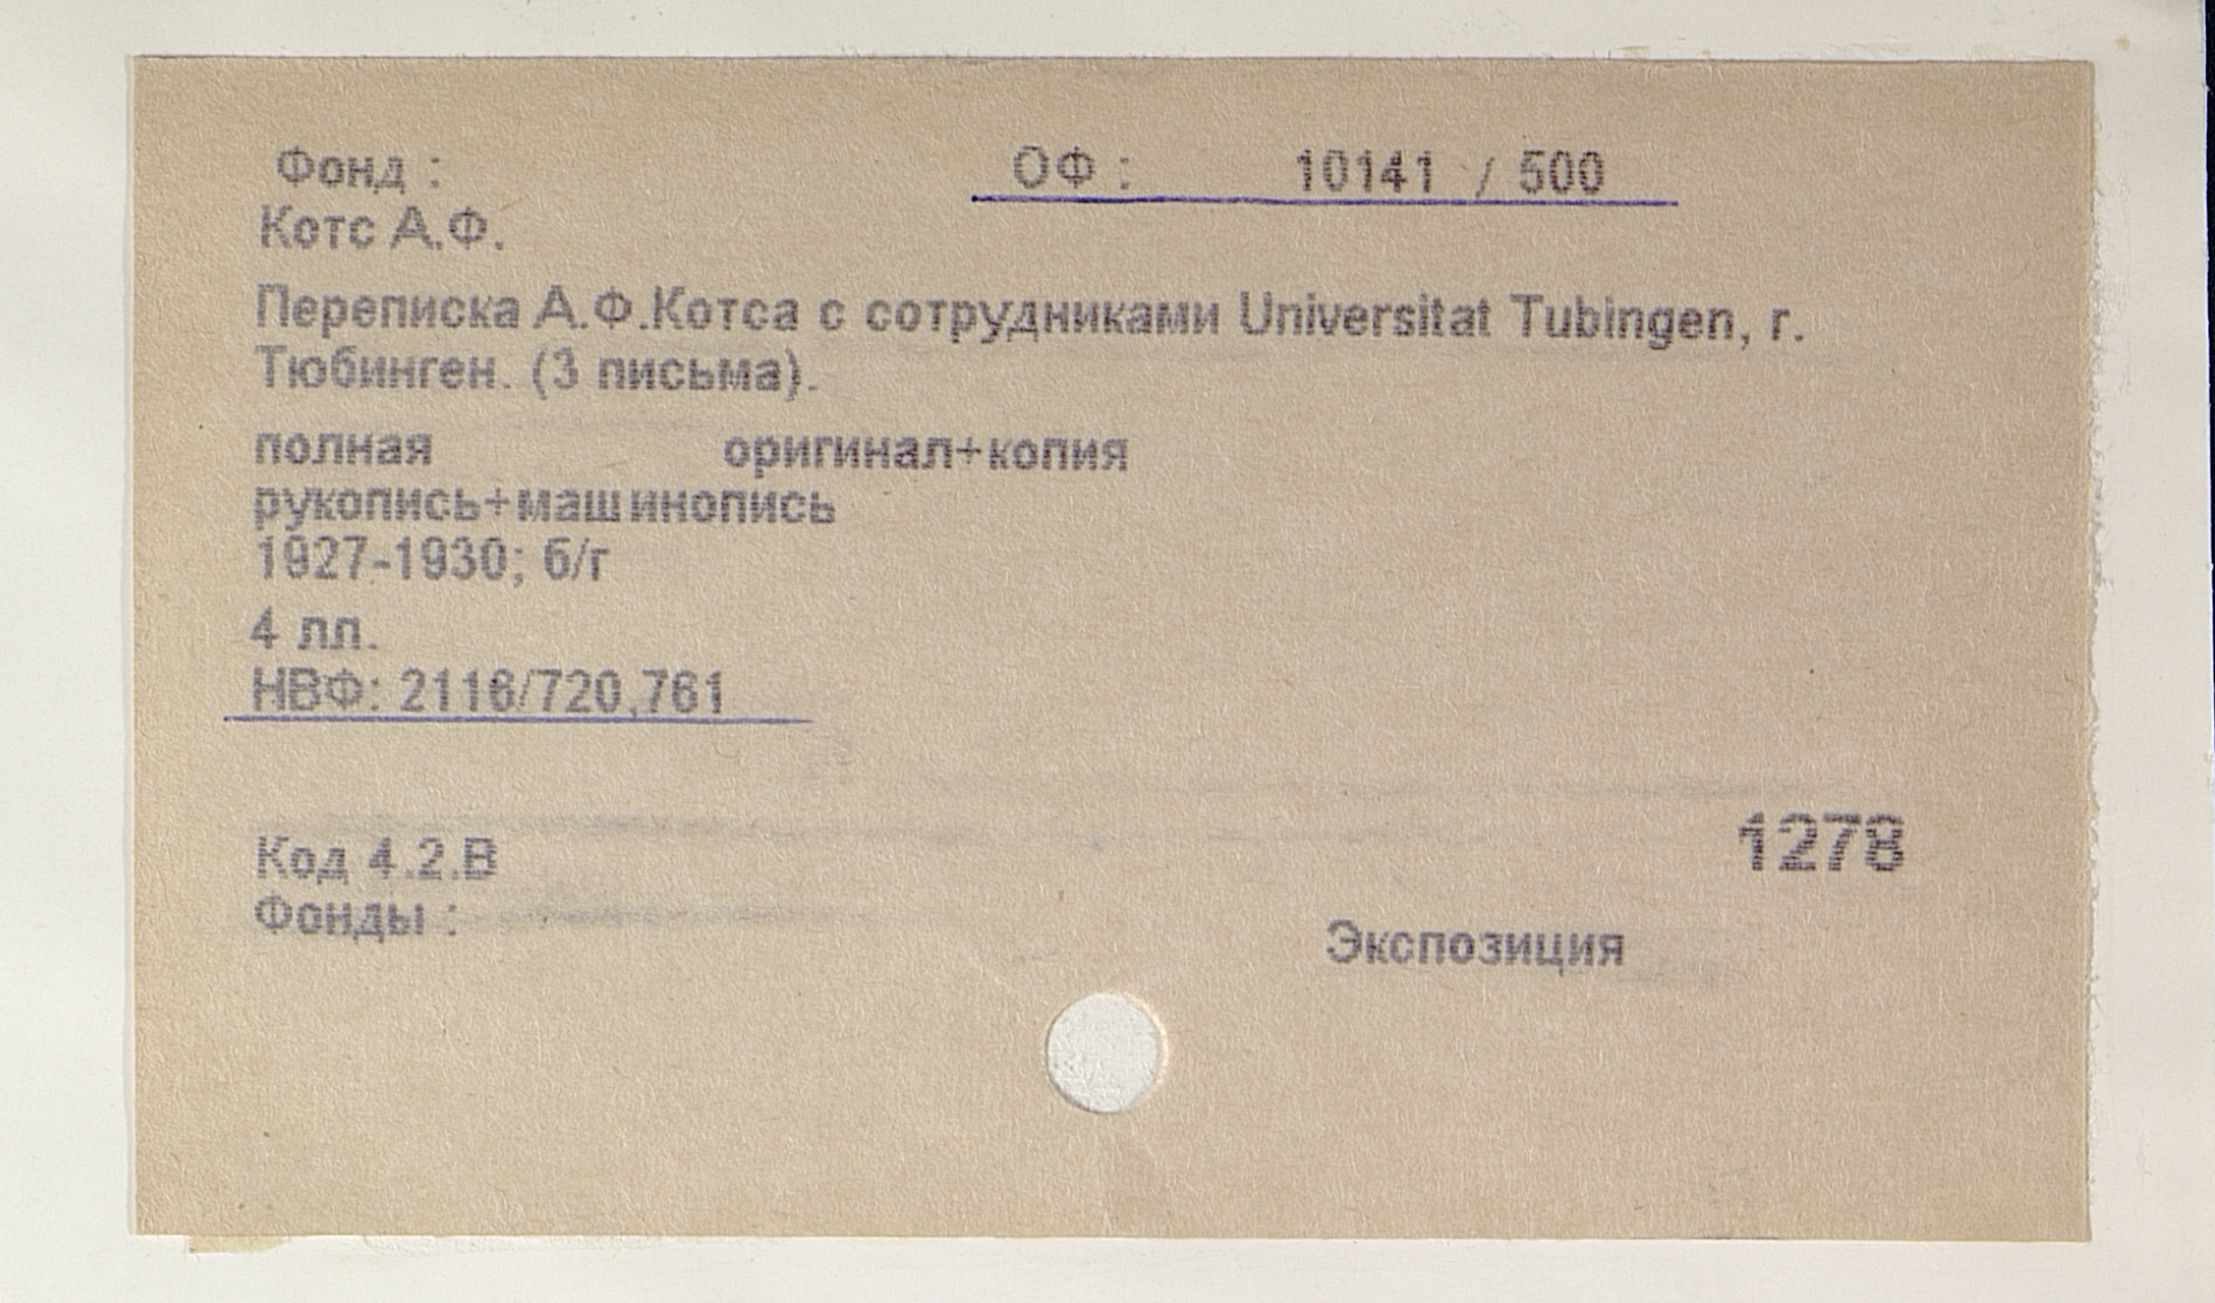 Фонд :
ОФ : 10141 / 500
Котс А.Ф.
Переписка А.Ф.Котса с сотрудниками Universitat Tubingen, г.
Тюбинген. (3 письма).
полная оригинал+копия
рукопись+машинопись
1927-1930; б/г
4 лл.
НВФ: 2116/720,761
1278
Код 4.2.В
Фонды :
Экспозиция